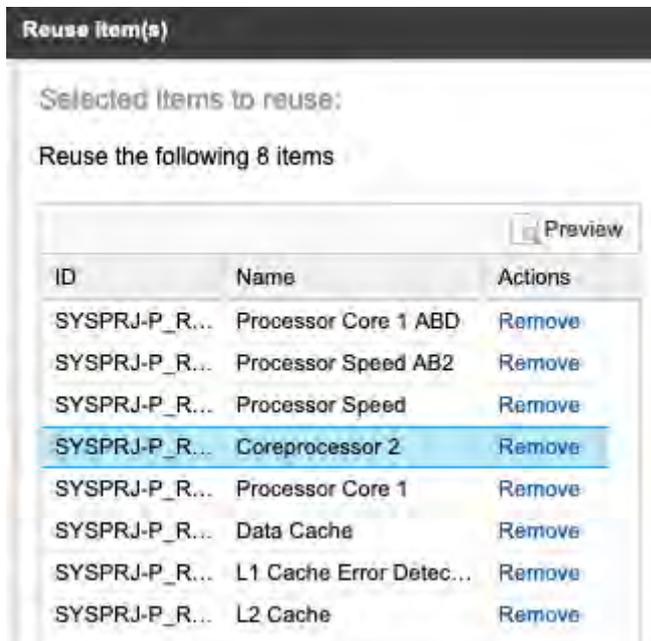 Reuse item(s)
Selected items to reuse:
Reuse the following 8 items
Preview
ID Name Actions
SYSPRJ-P_R... Processor Core 1 ABD Remove
SYSPRJ-P_R... Processor Speed AB2 Remove
SYSPRJ-P_R... Processor Speed Remove
SYSPRJ-P_R... Coreprocessor 2 Remove
SYSPRJ-P_R... Processor Core 1 Remove
SYSPRJ-P_R... Data Cache Remove
SYSPRJ-P_R... L1 Cache Error Detec... Remove
SYSPRJ-P_R... L2 Cache Remove